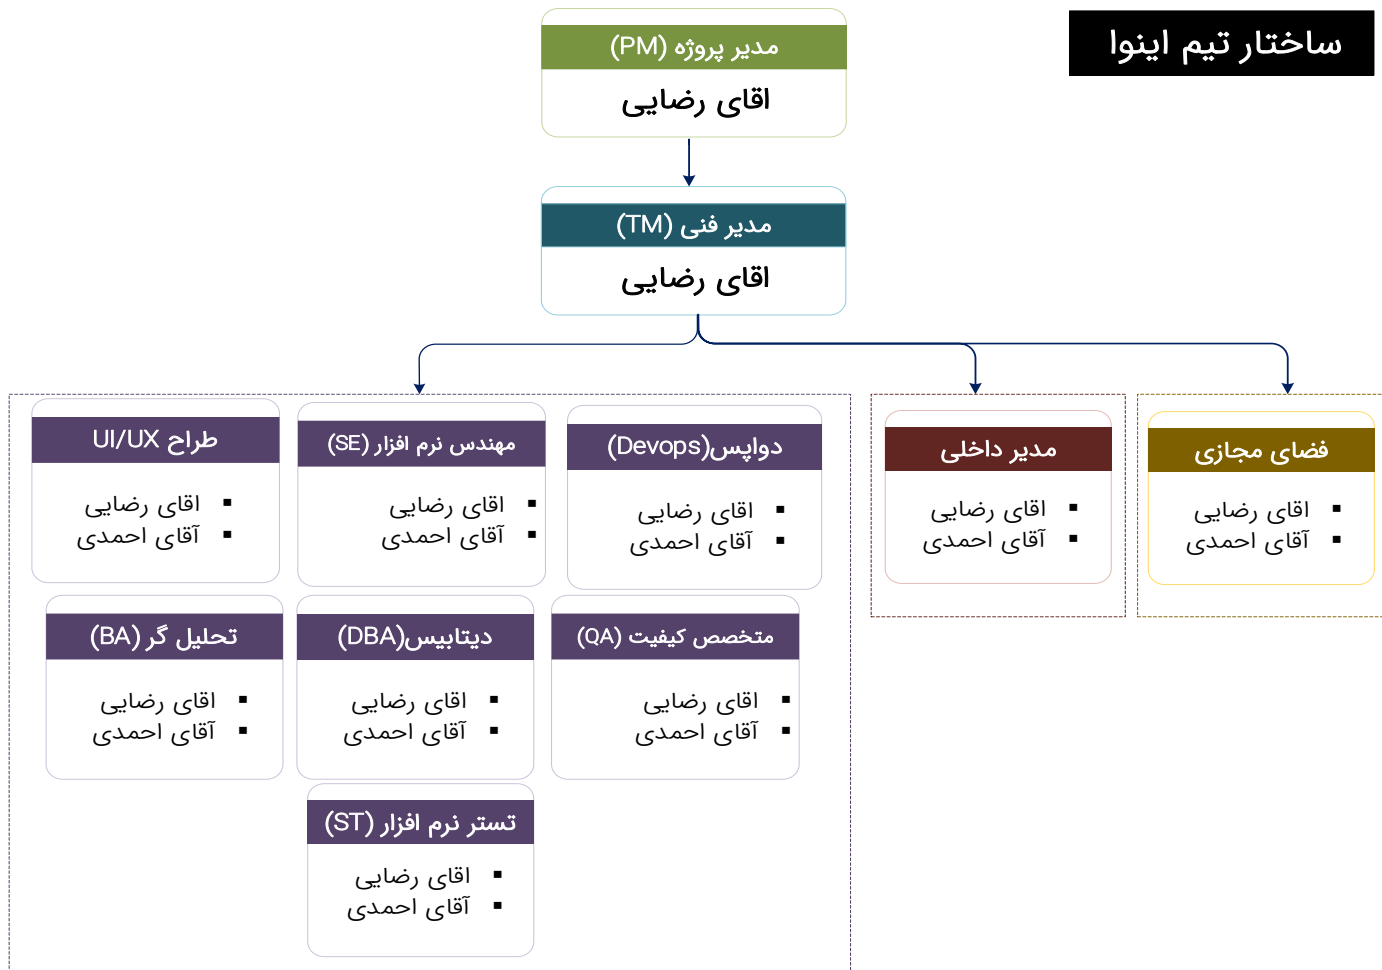 ساختار تیم اینوا
مدیر پروژه (PM)
اقای رضایی
مدیر فنی (TM)
اقای رضایی
فضای مجازی
▪ اقای رضایی
▪ آقای احمدی
مدیر داخلی
▪ اقای رضایی
▪ آقای احمدی
دواپس(Devops)
▪ اقای رضایی
▪ آقای احمدی
مهندس نرم افزار (SE)
▪ اقای رضایی
▪ آقای احمدی
طراح UI/UX
▪ اقای رضایی
▪ آقای احمدی
متخصص کیفیت (QA)
▪ اقای رضایی
▪ آقای احمدی
دیتابیس(DBA)
▪ اقای رضایی
▪ آقای احمدی
تحلیل گر (BA)
▪ اقای رضایی
▪ آقای احمدی
تستر نرم افزار (ST)
▪ اقای رضایی
▪ آقای احمدی